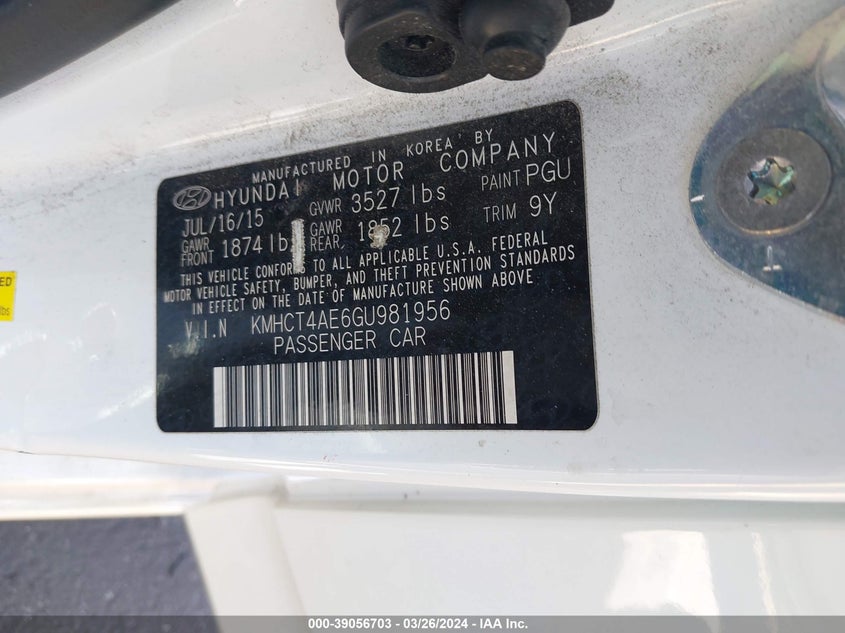 MANUFACTURED IN KOREA BY
HYUNDAI MOTOR COMPANY
JUL/16/15 GVWR 3527 lbs PAINT PGU
GAWR FRONT 1874 lb GAWR REAR 1852 lbs TRIM 9Y
THIS VEHICLE CONFORMS TO ALL APPLICABLE U.S.A. FEDERAL
MOTOR VEHICLE SAFETY, BUMPER, AND THEFT PREVENTION STANDARDS
IN EFFECT ON THE DATE OF MANUFACTURE SHOWN ABOVE
V.I.N KMHCT4AE6GU981956
PASSENGER CAR
lbs
000-39056703 - 03/26/2024 - IAA Inc.